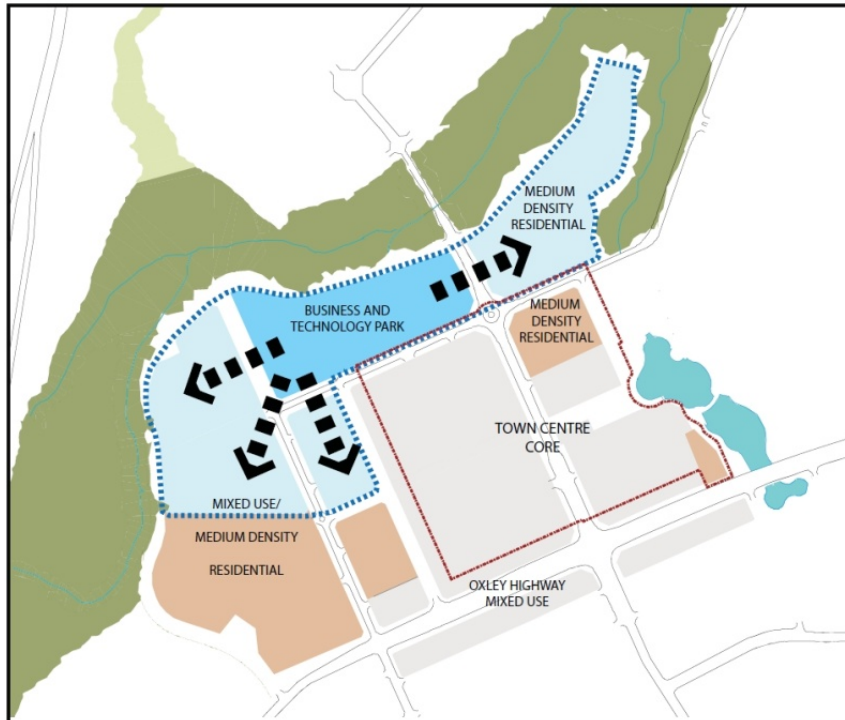 MEDIUM
DENSITY
RESIDENTIAL
BUSINESS AND
TECHNOLOGY PARK
MEDIUM
DENSITY
RESIDENTIAL
TOWN CENTRE
CORE
MIXED USE/
MEDIUM DENSITY
RESIDENTIAL
OXLEY HIGHWAY
MIXED USE